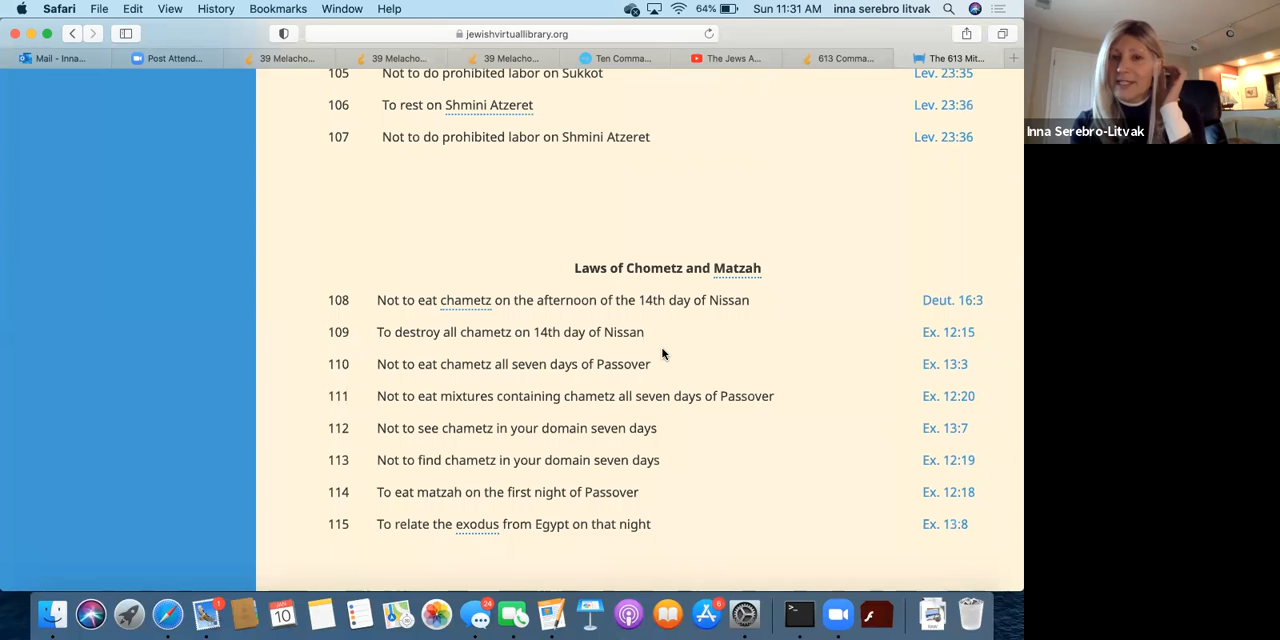 Safari File Edit View History Bookmarks Window Help 64% Sun 11:31 AM inna serebro litvak
jewishvirtuallibrary.org
Mail - Inna... Post Attend... 39 Melacho... 39 Melacho... 39 Melacho... Ten Comma... The Jews A... 613 Comma... The 613 Mit...
105 Not to do prohibited labor on Sukkot Lev. 23:35
106 To rest on Shmini Atzeret Lev. 23:36
107 Not to do prohibited labor on Shmini Atzeret Lev. 23:36
Inna Serebro-Litvak
Laws of Chometz and Matzah
108 Not to eat chametz on the afternoon of the 14th day of Nissan Deut. 16:3
109 To destroy all chametz on 14th day of Nissan Ex. 12:15
110 Not to eat chametz all seven days of Passover Ex. 13:3
111 Not to eat mixtures containing chametz all seven days of Passover Ex. 12:20
112 Not to see chametz in your domain seven days Ex. 13:7
113 Not to find chametz in your domain seven days Ex. 12:19
114 To eat matzah on the first night of Passover Ex. 12:18
115 To relate the exodus from Egypt on that night Ex. 13:8
1 JAN 10 24 6